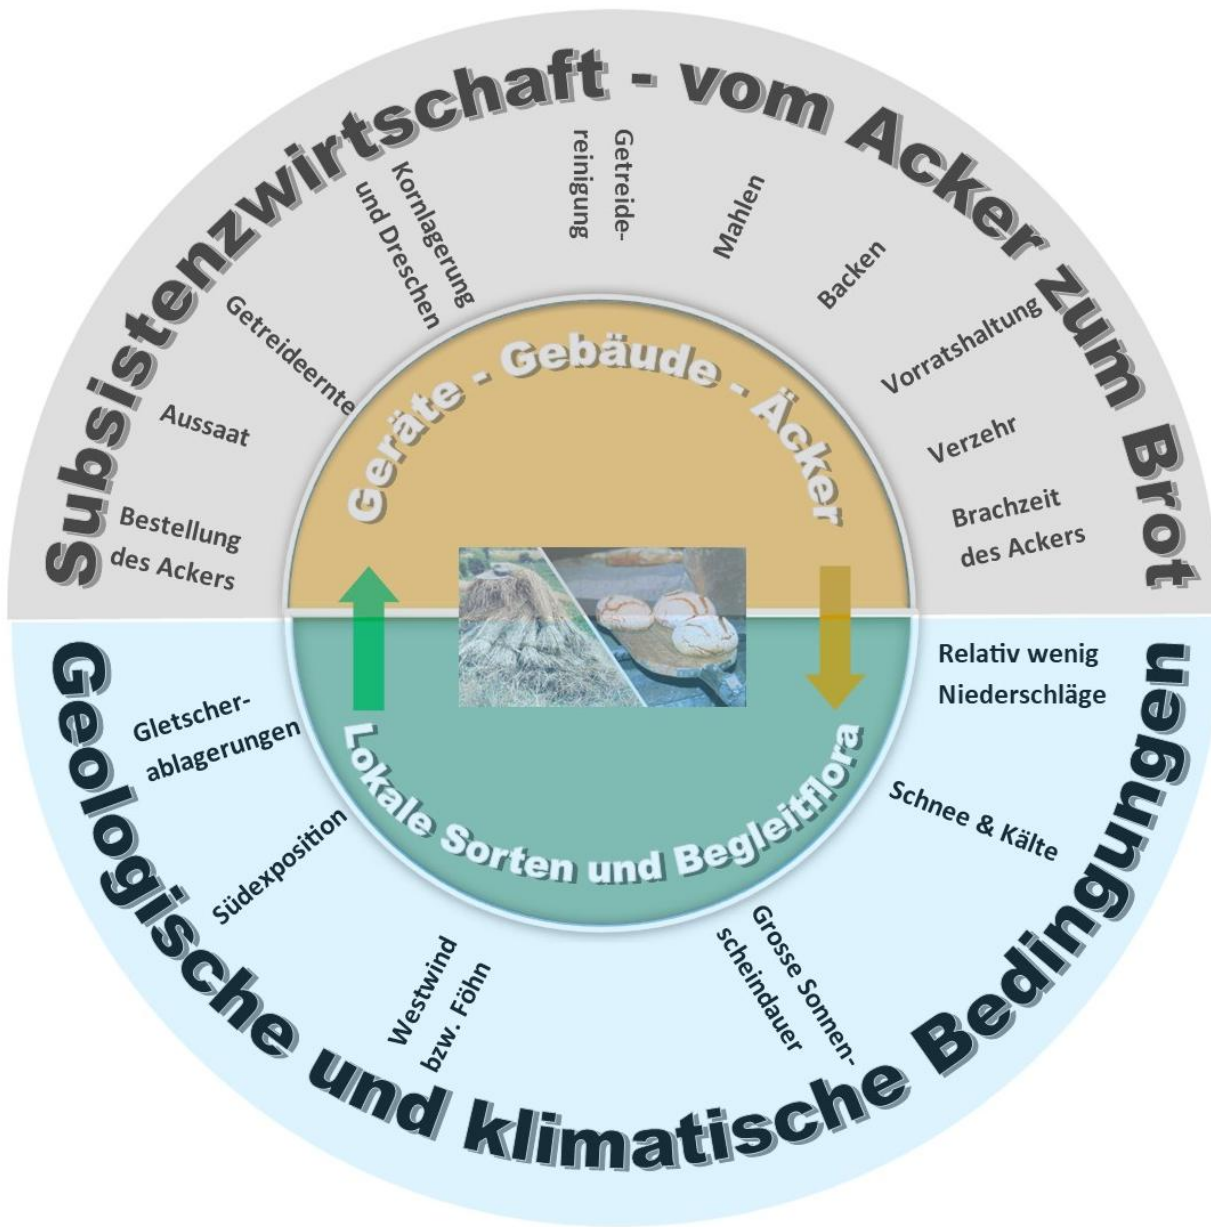 Subsistenzwirtschaft - vom Acker zum Brot
Bestellung
des Ackers
Aussaat
Getreideernte
Kornlagerung
und Dreschen
Getreide-
reinigung
Mahlen
Backen
Vorratshaltung
Verzehr
Brachzeit
des Ackers
Geräte - Gebäude - Äcker
Lokale Sorten und Begleitflora
Relativ wenig
Niederschläge
Schnee & Kälte
Grosse Sonnen-
scheindauer
Westwind
bzw. Föhn
Südexposition
Gletscher-
ablagerungen
Geologische und klimatische Bedingungen